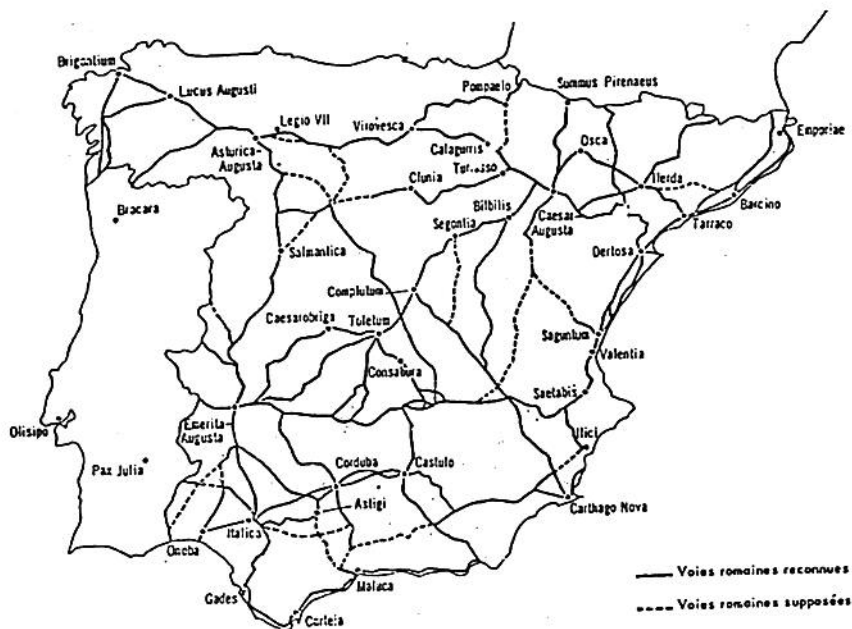 Brigantium
Lucus Augusti
Legio VII
Virovesca
Pompaelo
Summus Pirenaeus
Emporiae
Asturica-
Augusta
Calagurris
Osca
Turiasso
Ilerda
Clunia
Bracara
Bilbilis
Caesar
Augusta
Barcino
Tarraco
Segontia
Salmantica
Dertosa
Complutum
Caesarobriga
Toletum
Saguntum
Valentia
Consabura
Saetabis
Emerita-
Augusta
Olisipo
Ilici
Paz Julia
Corduba
Castulo
Astigi
Carthago Nova
Onoba
Italica
Malaca
Gades
Carteia
Voies romaines reconnues
Voies romaines supposées